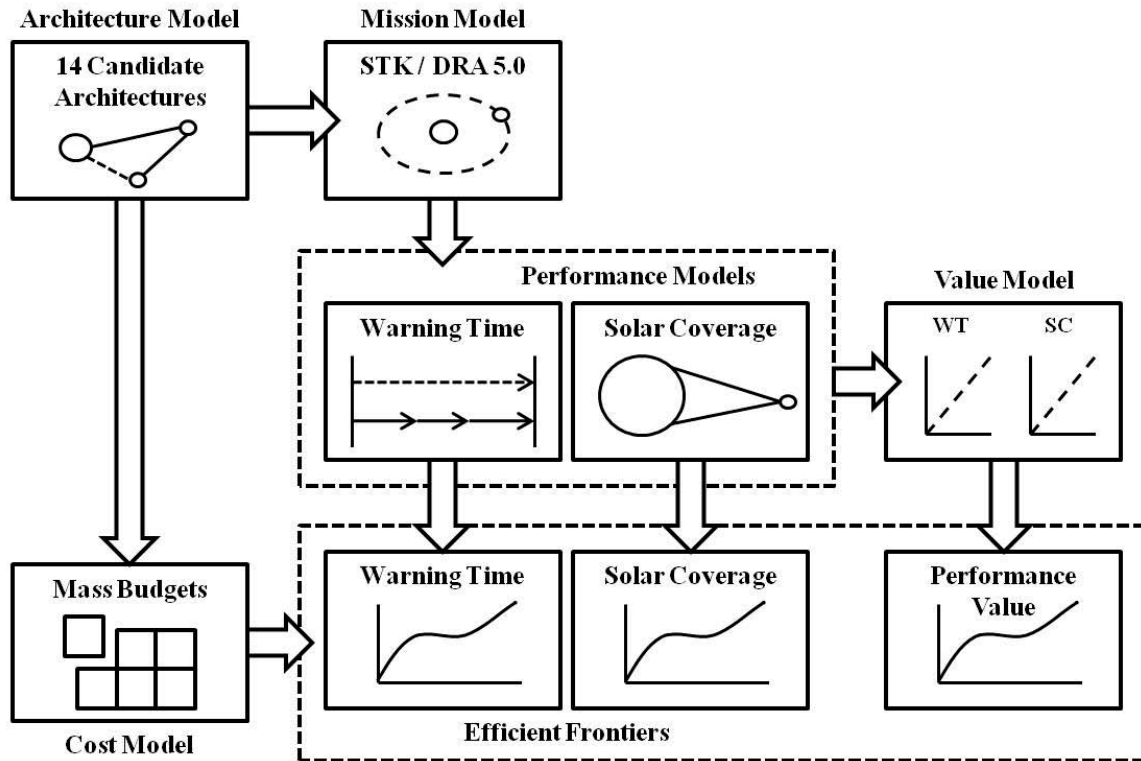 Architecture Model
Mission Model
14 Candidate
Architectures
STK / DRA 5.0
Performance Models
Value Model
Warning Time
Solar Coverage
WT
SC
Mass Budgets
Warning Time
Solar Coverage
Performance
Value
Efficient Frontiers
Cost Model